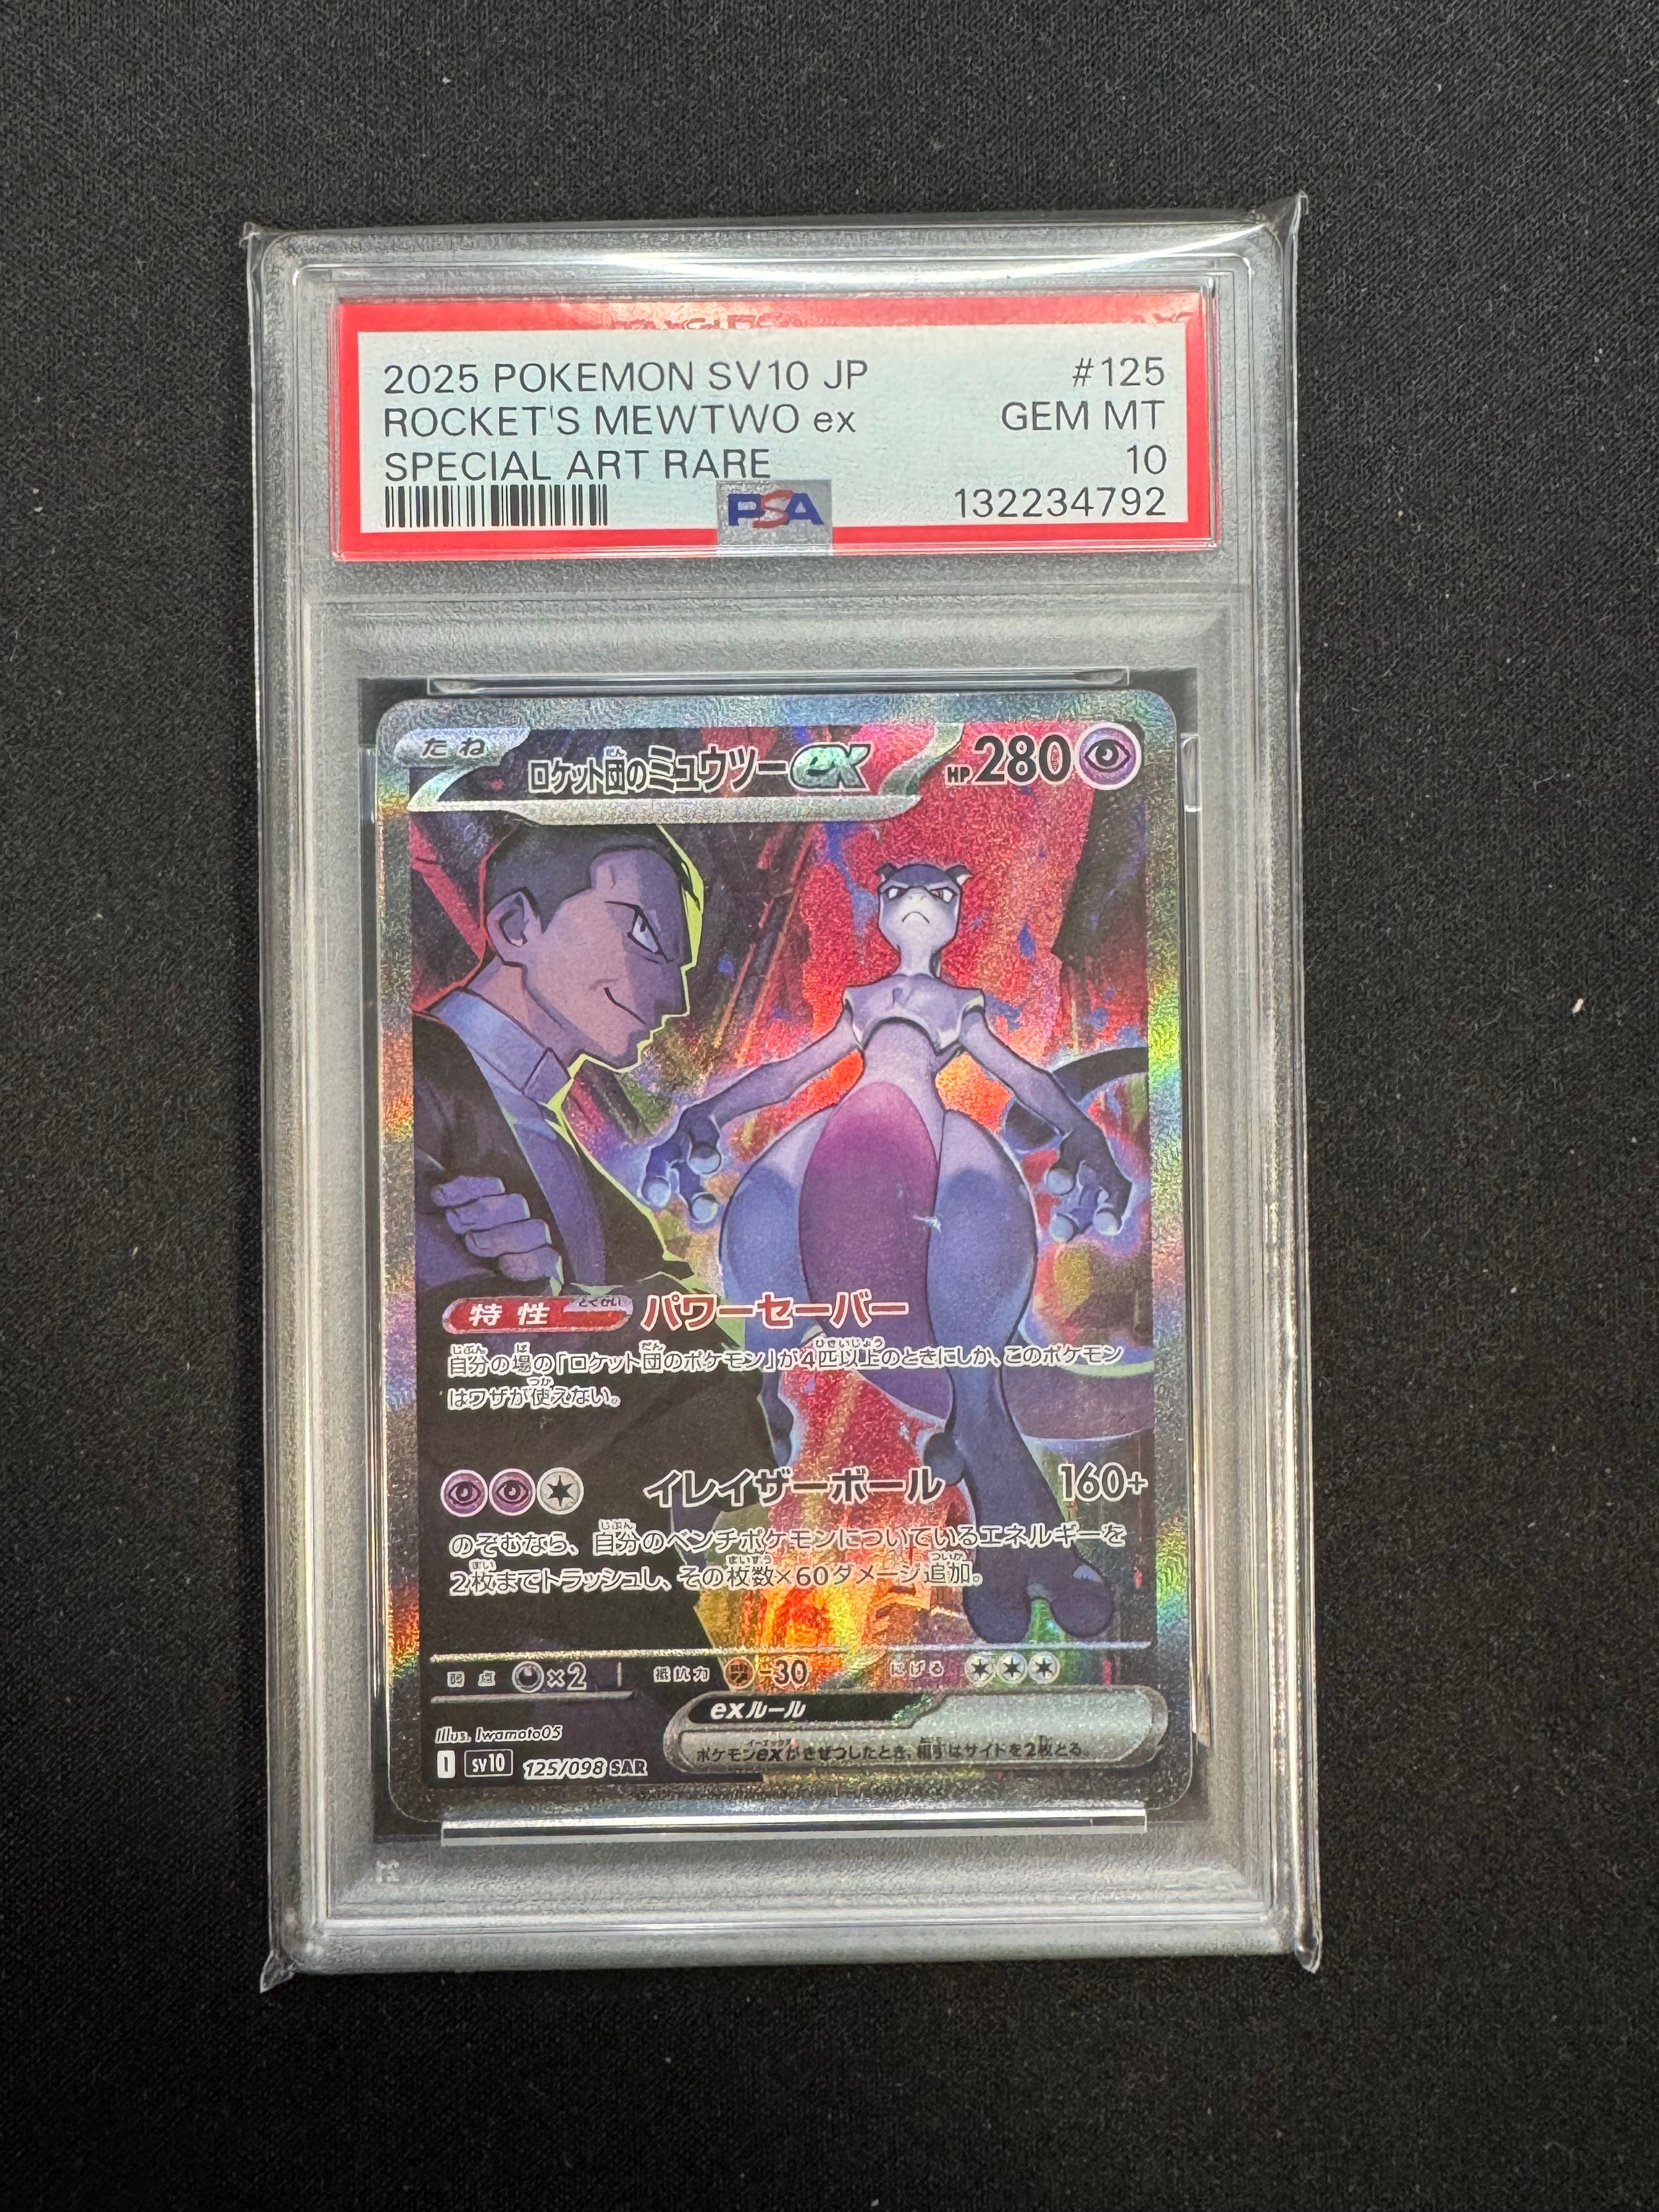 2025 POKEMON SV10 JP #125
ROCKET'S MEWTWO ex GEM MT
SPECIAL ART RARE 10
PSA 132234792
たね ロケット団のミュウツーex HP280
特性 とくせい パワーセーバー
自分の場の「ロケット団のポケモン」が4匹以上のときにしか、このポケモン
はワザが使えない。
イレイザーボール 160+
のぞむなら、自分のベンチポケモンについているエネルギーを
2枚までトラッシュし、その枚数×60ダメージ追加。
弱点 ×2 抵抗力 -30 にげる
exルール
ポケモンexがきぜつしたとき、相手はサイドを2枚とる。
Illus. Iwamoto05
I sv10 125/098 SAR